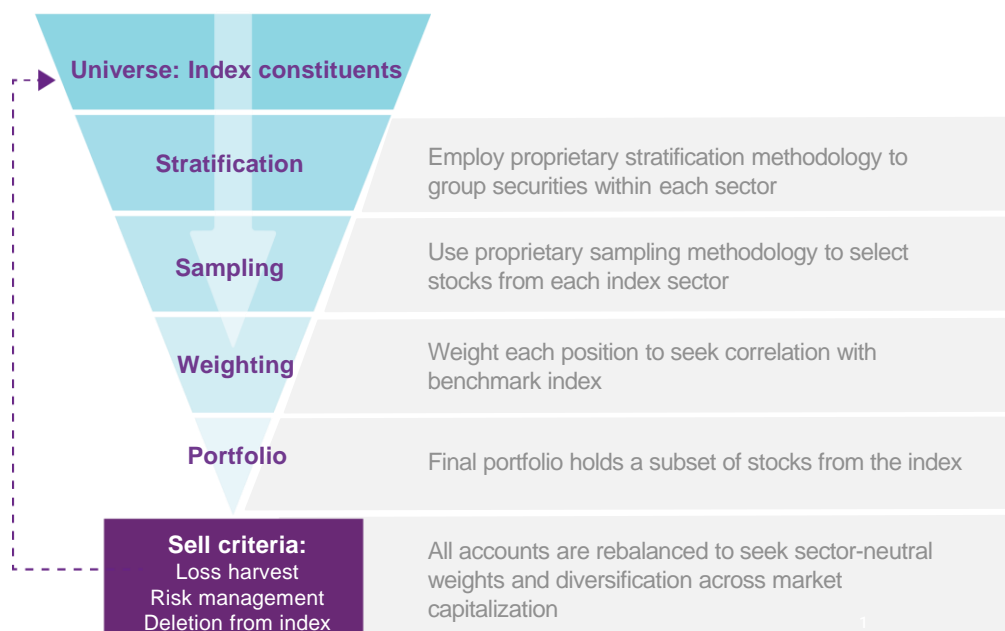 Universe: Index constituents
Stratification
Employ proprietary stratification methodology to
group securities within each sector
Sampling
Use proprietary sampling methodology to select
stocks from each index sector
Weighting
Weight each position to seek correlation with
benchmark index
Portfolio
Final portfolio holds a subset of stocks from the index
Sell criteria:
Loss harvest
Risk management
Deletion from index
All accounts are rebalanced to seek sector-neutral
weights and diversification across market
capitalization
1